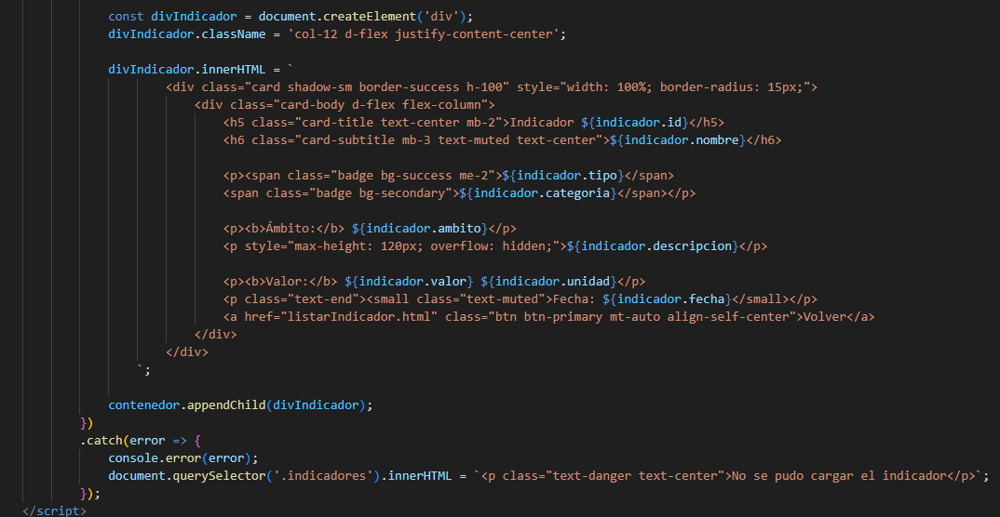 const divIndicador = document.createElement('div');
divIndicador.className = 'col-12 d-flex justify-content-center';
divIndicador.innerHTML = `
<div class="card shadow-sm border-success h-100" style="width: 100%; border-radius: 15px;">
<div class="card-body d-flex flex-column">
<h5 class="card-title text-center mb-2">Indicador ${indicador.id}</h5>
<h6 class="card-subtitle mb-3 text-muted text-center">${indicador.nombre}</h6>
<p><span class="badge bg-success me-2">${indicador.tipo}</span>
<span class="badge bg-secondary">${indicador.categoria}</span></p>
<p><b>Ámbito:</b> ${indicador.ambito}</p>
<p style="max-height: 120px; overflow: hidden;">${indicador.descripcion}</p>
<p><b>Valor:</b> ${indicador.valor} ${indicador.unidad}</p>
<p class="text-end"><small class="text-muted">Fecha: ${indicador.fecha}</small></p>
<a href="listarIndicador.html" class="btn btn-primary mt-auto align-self-center">Volver</a>
</div>
</div>
`;
contenedor.appendChild(divIndicador);
})
.catch(error => {
console.error(error);
document.querySelector('.indicadores').innerHTML = `<p class="text-danger text-center">No se pudo cargar el indicador</p>`;
});
</script>